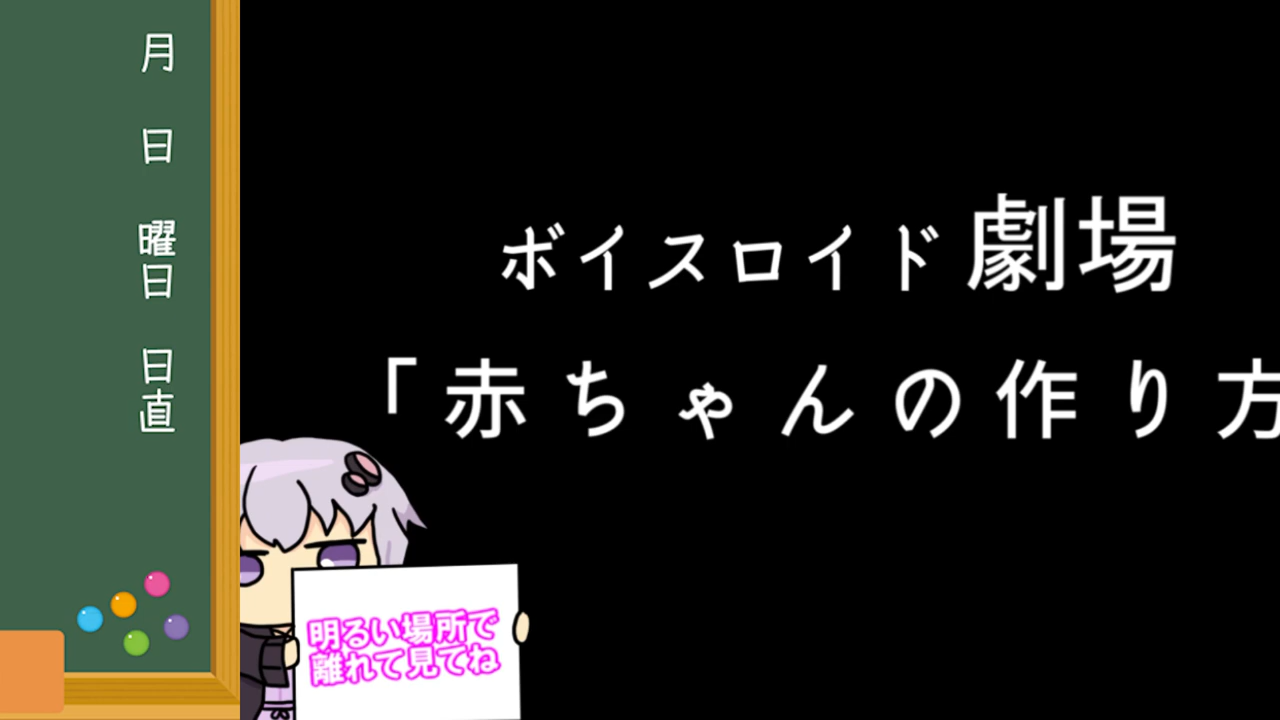 月 日 曜日 日直
ボイスロイド劇場
「赤ちゃんの作り方
明るい場所で
離れて見てね